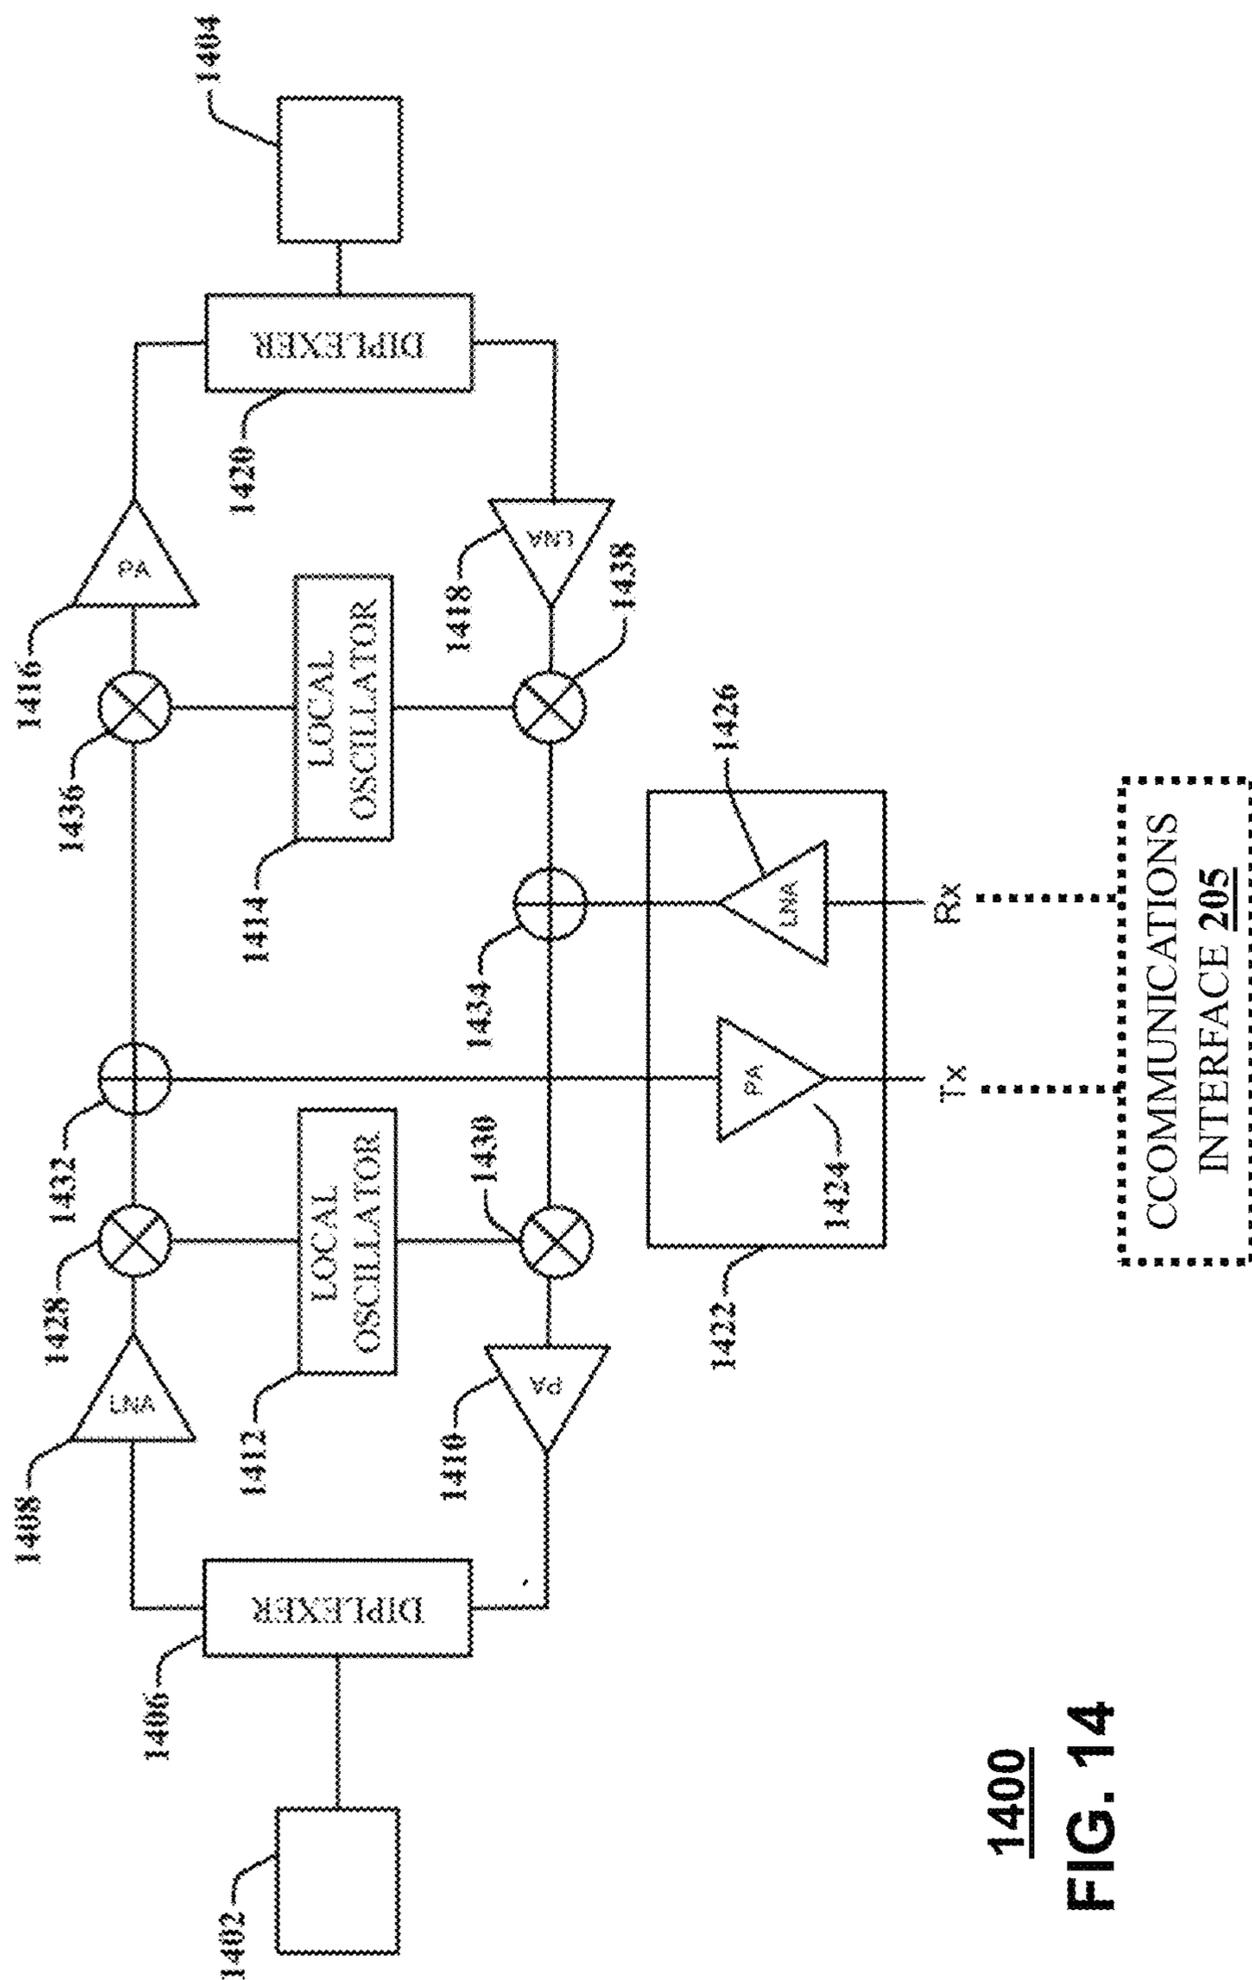 1404
DIPLEXER
1420
PA
1416
LNA
1418
1436
1438
LOCAL
OSCILLATOR
1414
1434
LNA
1426
Rx
1432
PA
1424
Tx
1422
CCOMMUNICATIONS
INTERFACE 205
1428
1430
LOCAL
OSCILLATOR
1412
LNA
1408
PA
1410
DIPLEXER
1406
1402
1400
FIG. 14